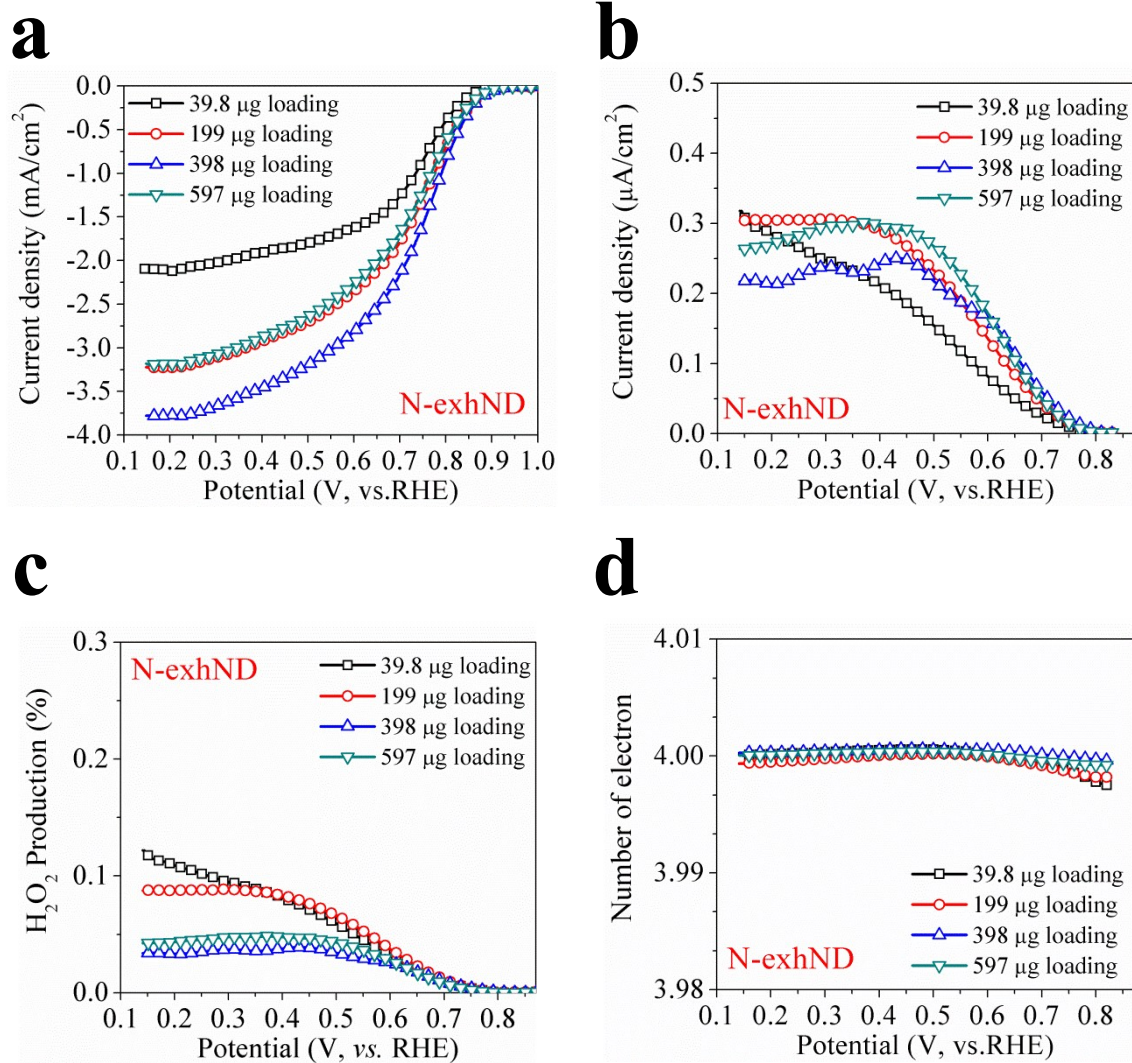 a
0.0
-0.5
-1.0
-1.5
-2.0
-2.5
-3.0
-3.5
-4.0
Current density (mA/cm²)
39.8 µg loading
199 µg loading
398 µg loading
597 µg loading
N-exhND
0.1 0.2 0.3 0.4 0.5 0.6 0.7 0.8 0.9 1.0
Potential (V, vs.RHE)
b
0.5
0.4
0.3
0.2
0.1
0.0
Current density (µA/cm²)
39.8 µg loading
199 µg loading
398 µg loading
597 µg loading
N-exhND
0.1 0.2 0.3 0.4 0.5 0.6 0.7 0.8
Potential (V, vs.RHE)
c
0.3
0.2
0.1
0.0
H₂O₂ Production (%)
N-exhND
39.8 µg loading
199 µg loading
398 µg loading
597 µg loading
0.1 0.2 0.3 0.4 0.5 0.6 0.7 0.8
Potential (V, vs. RHE)
d
4.01
4.00
3.99
3.98
Number of electron
39.8 µg loading
199 µg loading
398 µg loading
597 µg loading
N-exhND
0.1 0.2 0.3 0.4 0.5 0.6 0.7 0.8
Potential (V, vs.RHE)